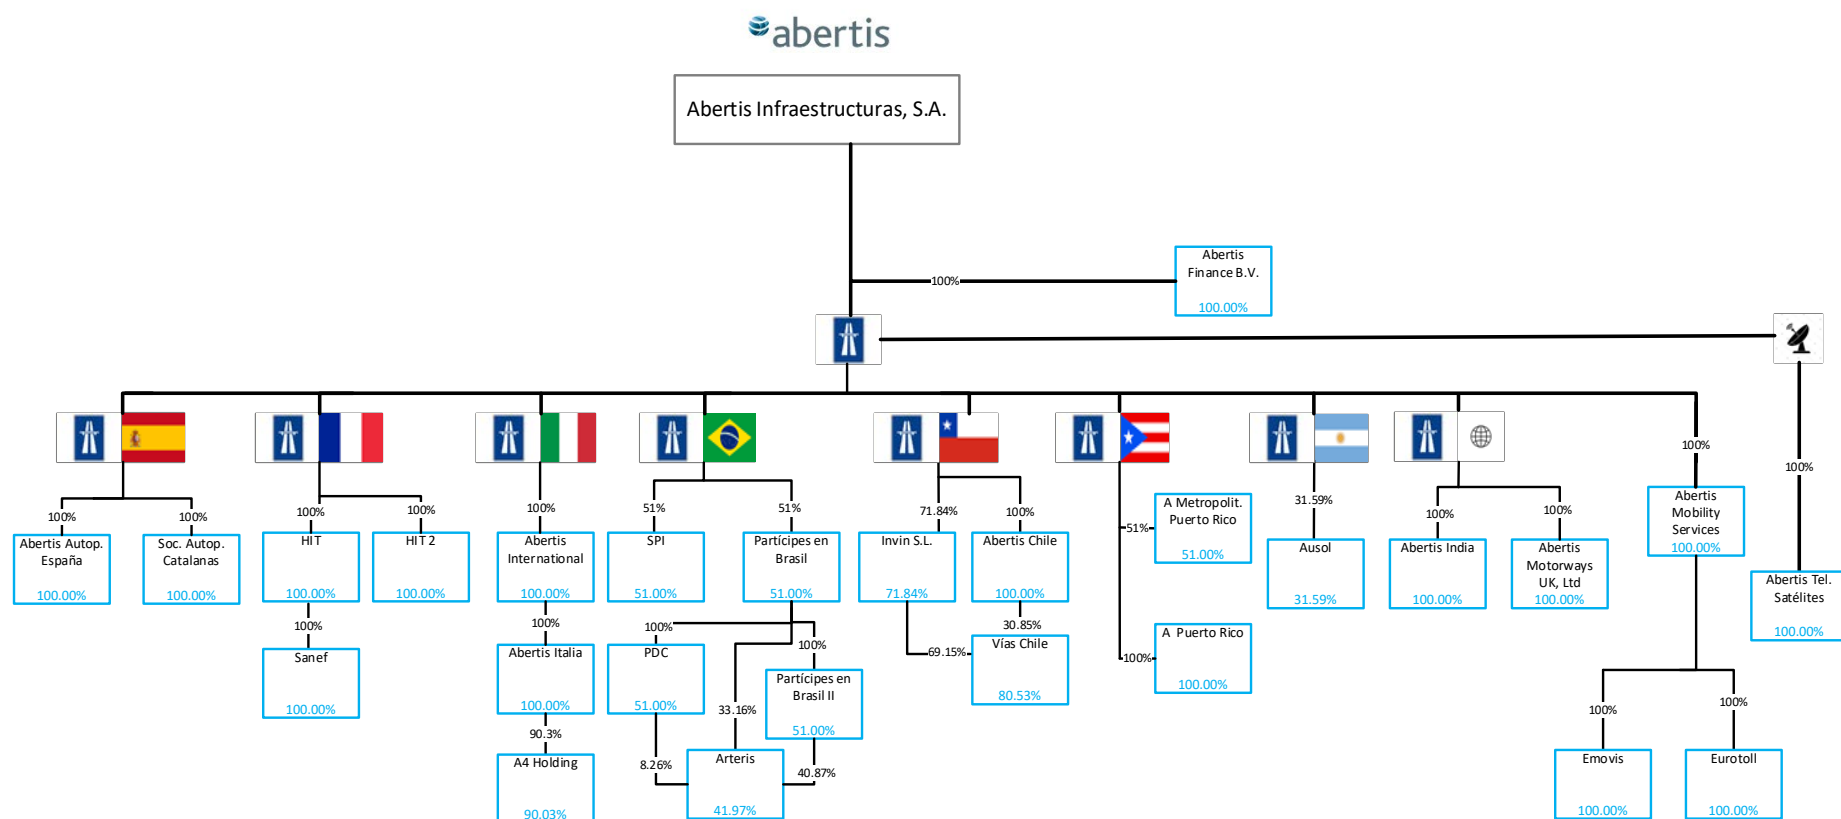 abertis
Abertis Infraestructuras, S.A.
Abertis
Finance B.V.
100.00%
100%
100%
100%
100%
100%
100%
100%
100%
51%
51%
71.84%
100%
51%
31.59%
100%
100%
Abertis Autop.
España
100.00%
Soc. Autop.
Catalanas
100.00%
HIT
100.00%
HIT 2
100.00%
Abertis
International
100.00%
SPI
51.00%
Partícipes en
Brasil
51.00%
Invin S.L.
71.84%
Abertis Chile
100.00%
A Metropolit.
Puerto Rico
51.00%
Ausol
31.59%
Abertis India
100.00%
Abertis
Motorways
UK, Ltd
100.00%
Abertis
Mobility
Services
100.00%
Abertis Tel.
Satélites
100.00%
100%
100%
100%
100%
30.85%
69.15%
100%
Sanef
100.00%
Abertis Italia
100.00%
PDC
51.00%
Partícipes en
Brasil II
51.00%
Vías Chile
80.53%
A Puerto Rico
100.00%
90.3%
8.26%
33.16%
40.87%
100%
100%
A4 Holding
90.03%
Arteris
41.97%
Emovis
100.00%
Eurotoll
100.00%